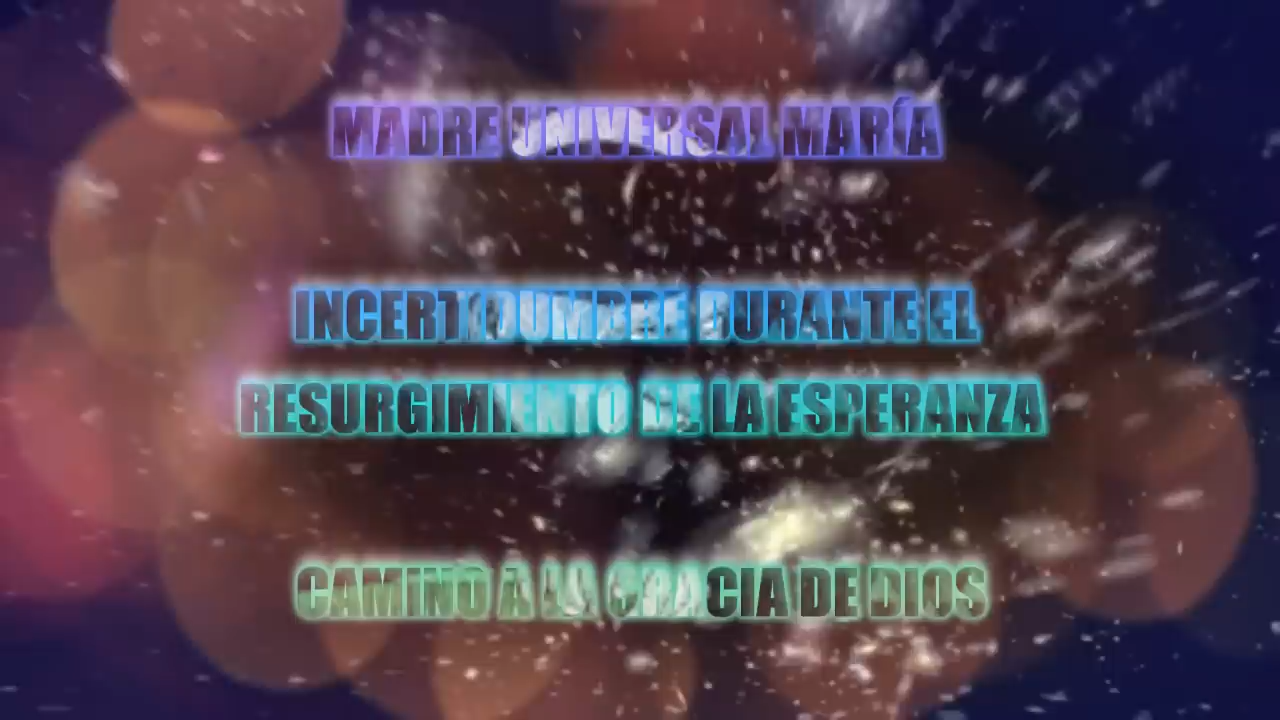 MADRE UNIVERSAL MARÍA
INCERTIDUMBRE DURANTE EL
RESURGIMIENTO DE LA ESPERANZA
CAMINO A LA GRACIA DE DIOS